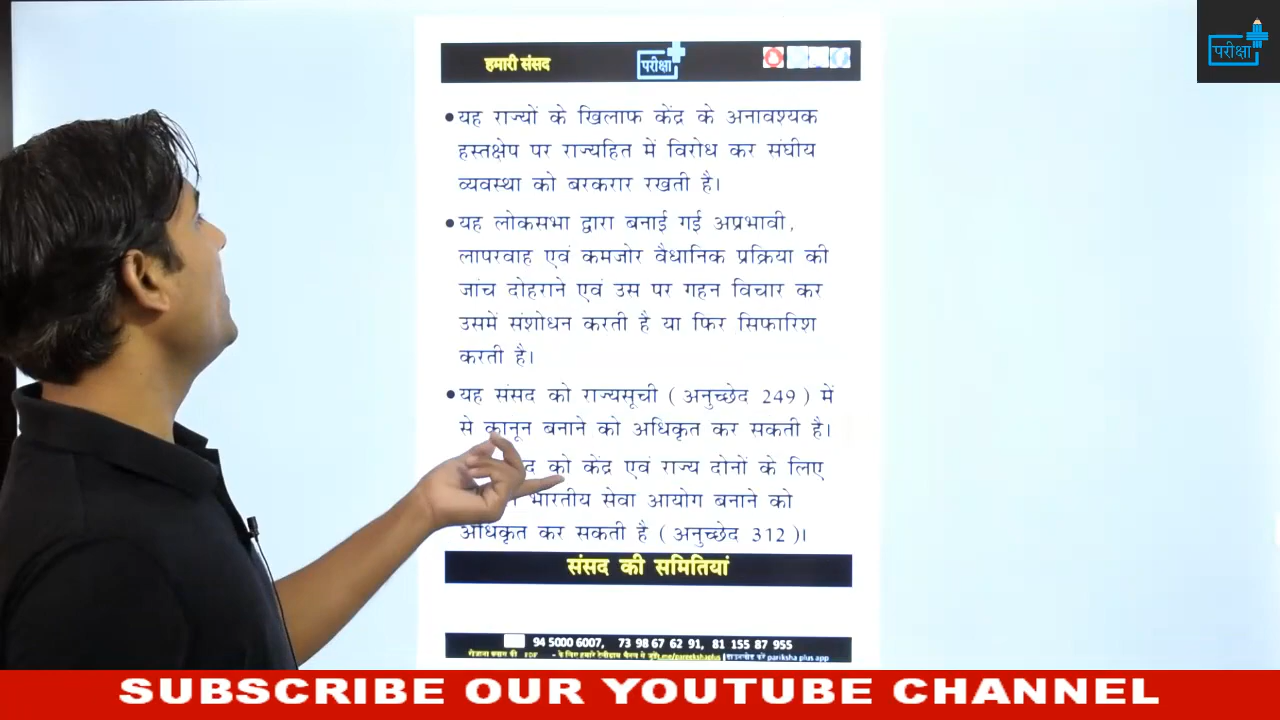 हमारी संसद
परीक्षा
परीक्षा
• यह राज्यों के खिलाफ केंद्र के अनावश्यक
हस्तक्षेप पर राज्यहित में विरोध कर संघीय
व्यवस्था को बरकरार रखती है।
• यह लोकसभा द्वारा बनाई गई अप्रभावी,
लापरवाह एवं कमजोर वैधानिक प्रक्रिया की
जांच दोहराने एवं उस पर गहन विचार कर
उसमें संशोधन करती है या फिर सिफारिश
करती है।
• यह संसद को राज्यसूची (अनुच्छेद 249) में
से कानून बनाने को अधिकृत कर सकती है।
को केंद्र एवं राज्य दोनों के लिए
भारतीय सेवा आयोग बनाने को
अधिकृत कर सकती है (अनुच्छेद 312)।
संसद की समितियां
94 5000 6007, 73 98 67 62 91, 81 155 87 955
pariksha plus app
SUBSCRIBE OUR YOUTUBE CHANNEL